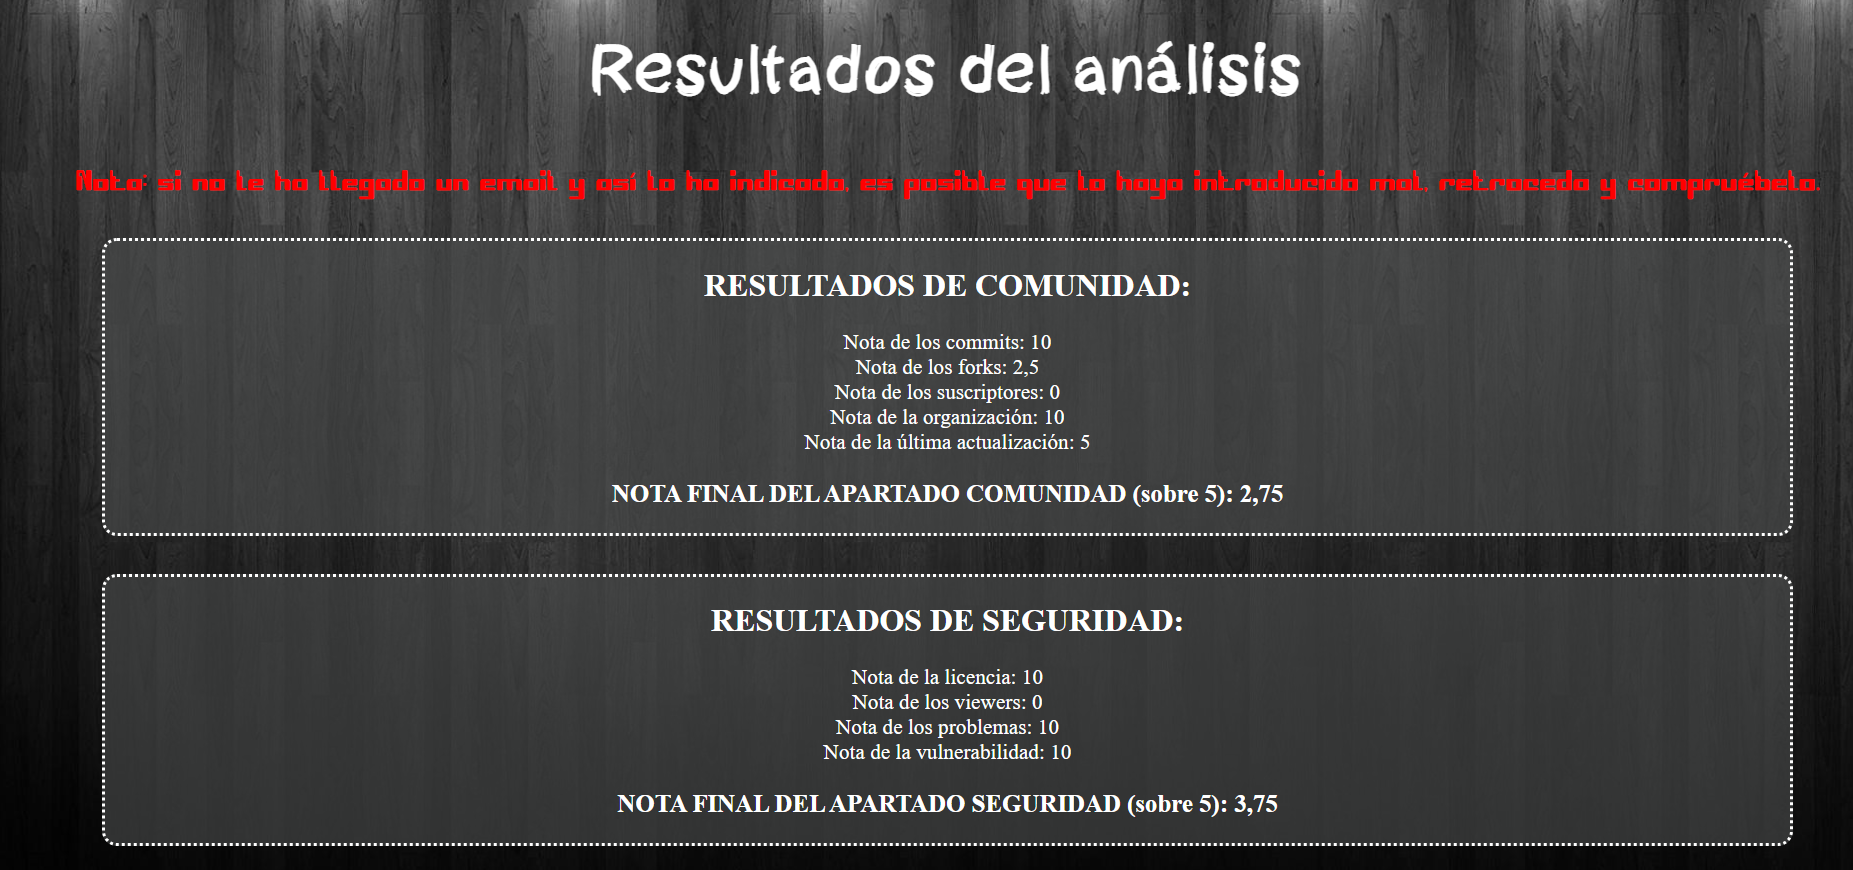 Resultados del análisis
Nota: si no le ha llegado un email y así lo ha indicado, es posible que lo haya introducido mal, retroceda y compruébelo.
RESULTADOS DE COMUNIDAD:
Nota de los commits: 10
Nota de los forks: 2,5
Nota de los suscriptores: 0
Nota de la organización: 10
Nota de la última actualización: 5
NOTA FINAL DEL APARTADO COMUNIDAD (sobre 5): 2,75
RESULTADOS DE SEGURIDAD:
Nota de la licencia: 10
Nota de los viewers: 0
Nota de los problemas: 10
Nota de la vulnerabilidad: 10
NOTA FINAL DEL APARTADO SEGURIDAD (sobre 5): 3,75